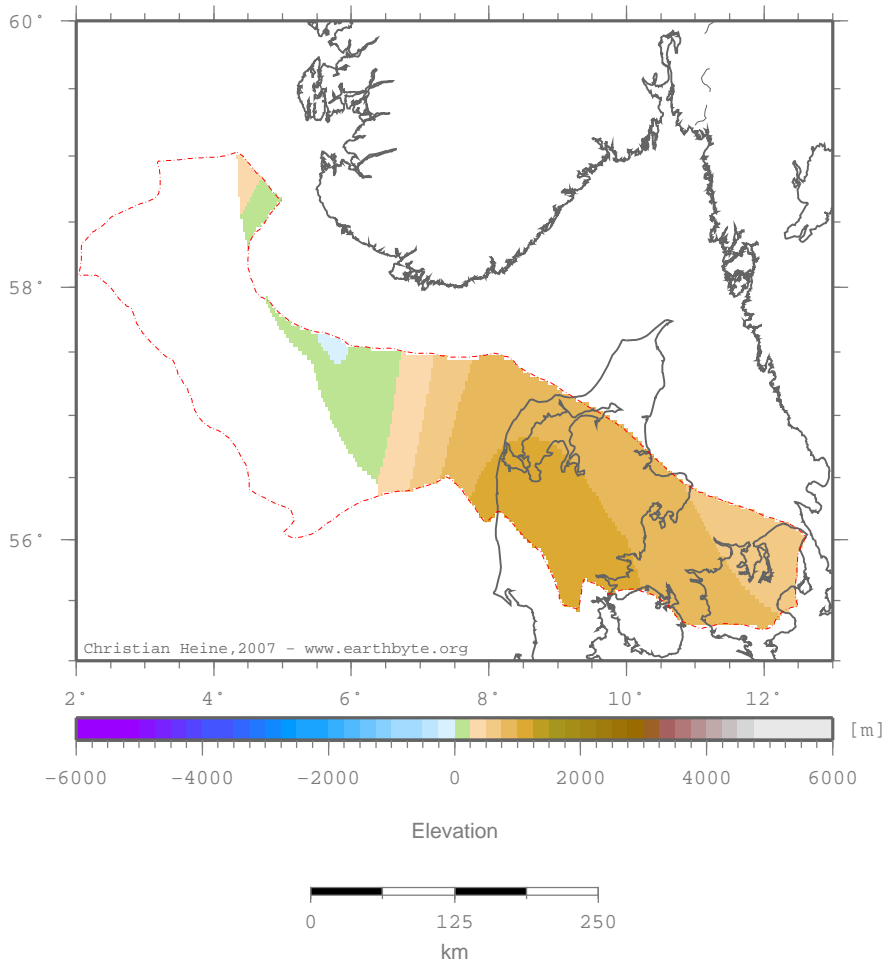 60°
58°
56°
Christian Heine,2007 – www.earthbyte.org
2° 4° 6° 8° 10° 12°
[m]
−6000 −4000 −2000 0 2000 4000 6000
Elevation
0 125 250
km